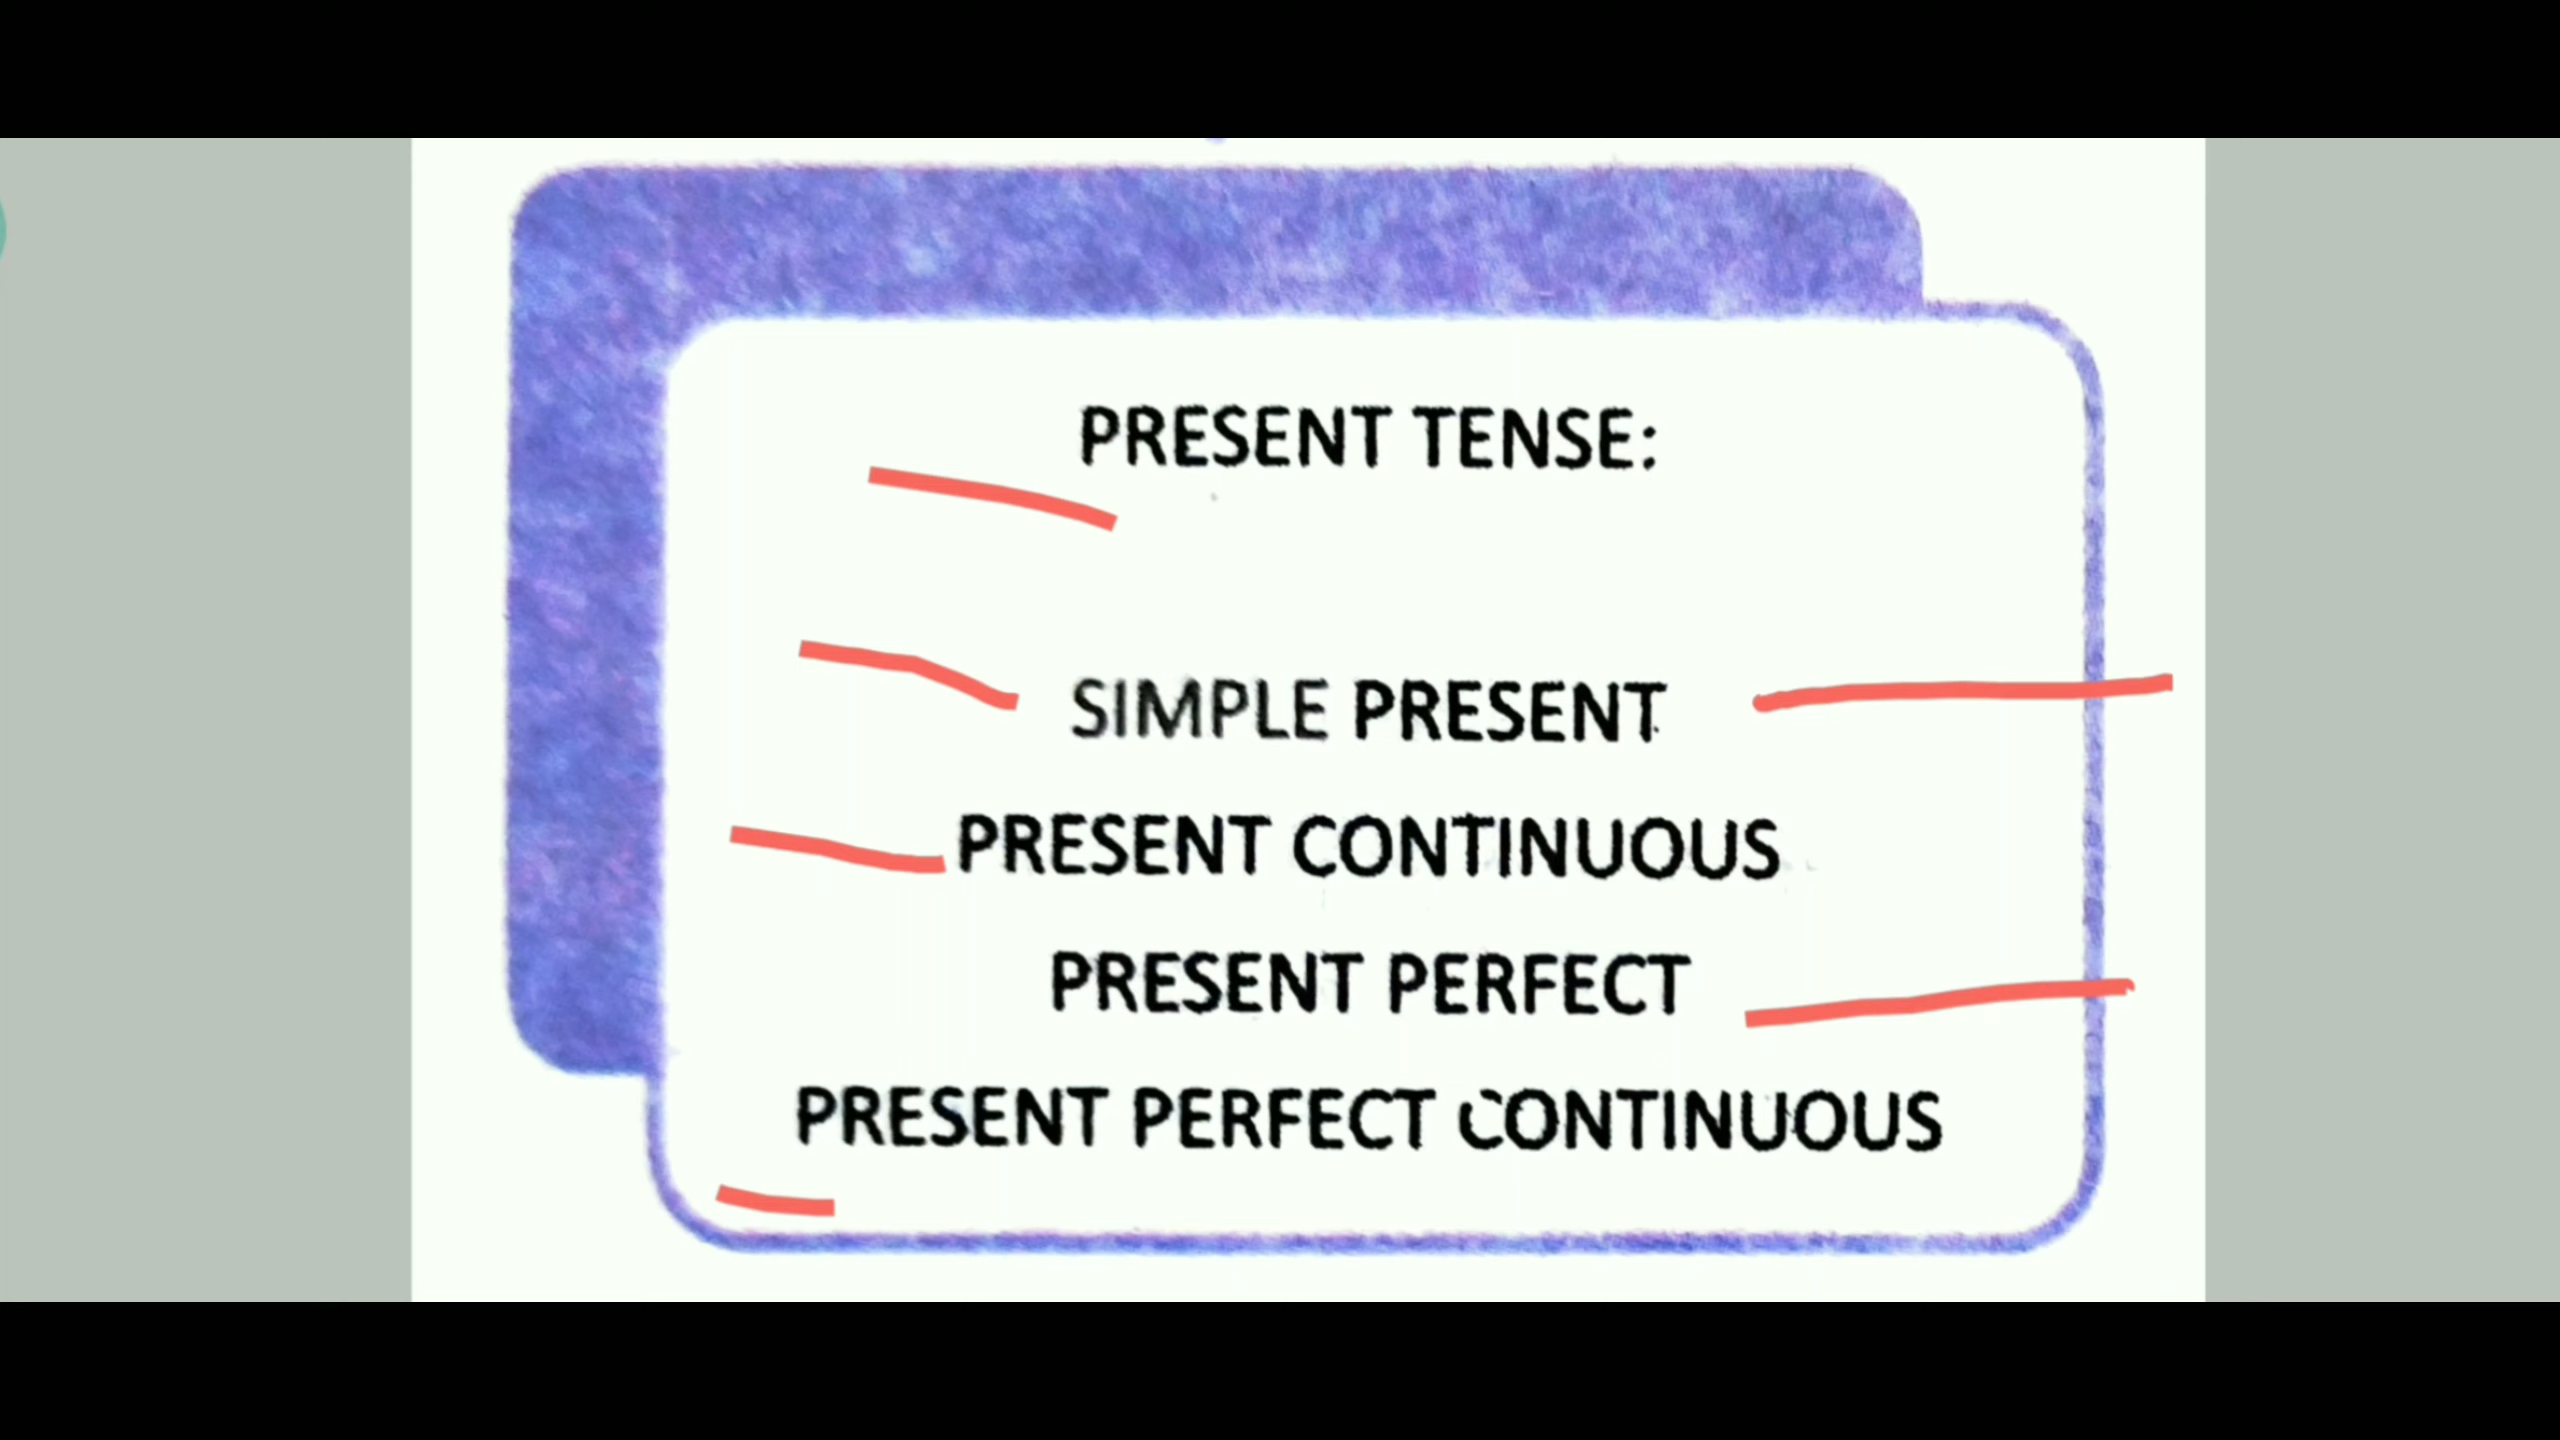 PRESENT TENSE:
SIMPLE PRESENT
PRESENT CONTINUOUS
PRESENT PERFECT
PRESENT PERFECT CONTINUOUS